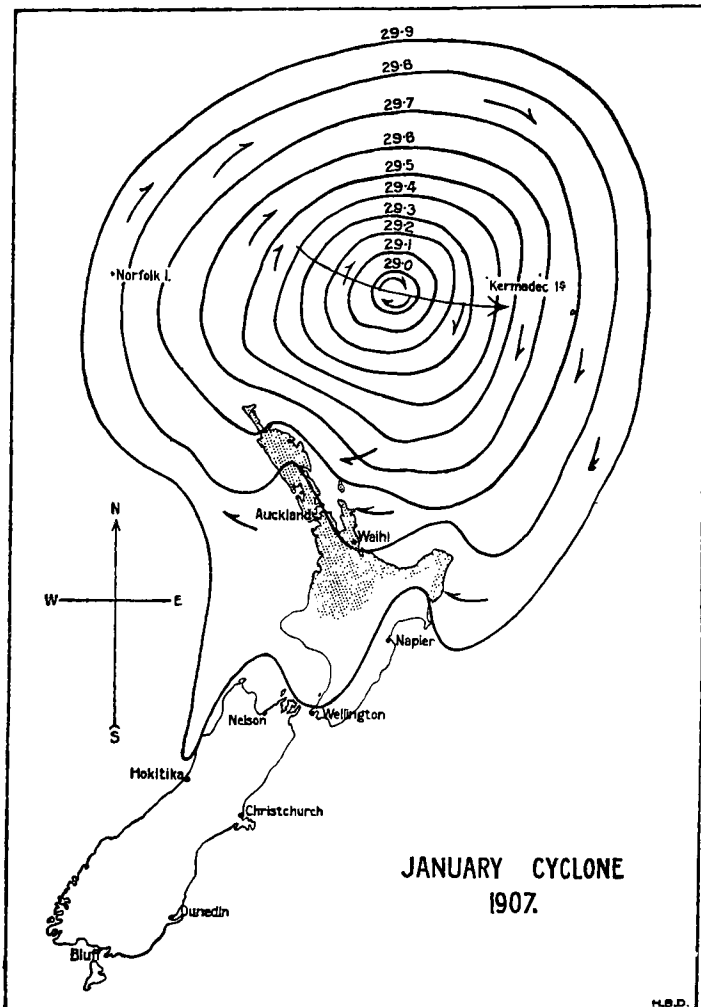 29.9
29.8
29.7
29.6
29.5
29.4
29.3
29.2
29.1
29.0
Norfolk I.
Kermadec Is
Auckland
Waihi
N
W E
S
Napier
Nelson
Wellington
Hokitika
Christchurch
Dunedin
Bluff
JANUARY CYCLONE
1907.
H.B.D.